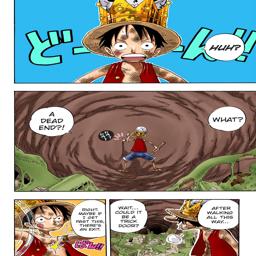 ど
ん!!
HUH?
A
DEAD
END?!
WHAT?
RIGHT.
MAYBE IF
I GET
PAST THIS,
THERE'S
AN EXIT.
WAIT...
COULD IT
BE A
TRICK
DOOR?
AFTER
WALKING
ALL THIS
WAY...